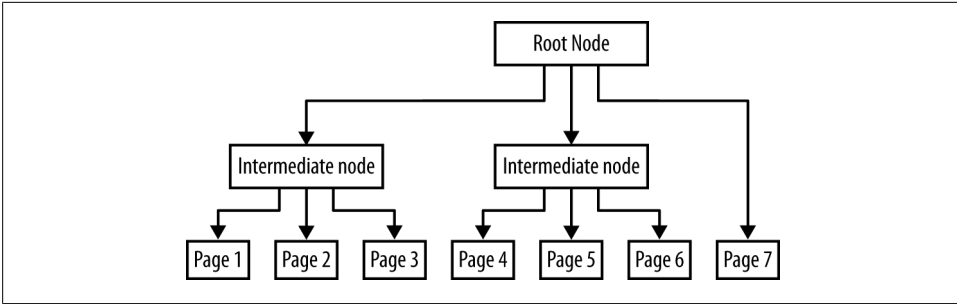 Root Node
Intermediate node
Intermediate node
Page 1
Page 2
Page 3
Page 4
Page 5
Page 6
Page 7